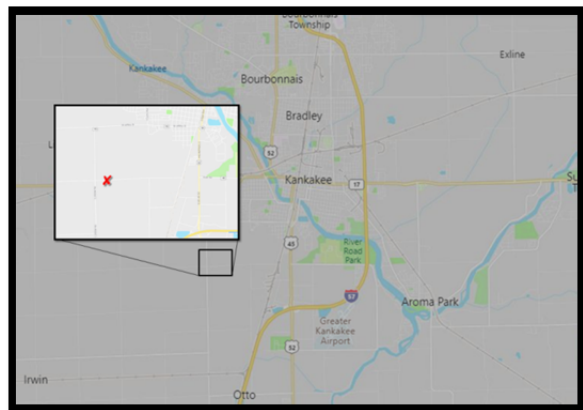 Bourbonnais
Township
Kankakee
Exline
Bourbonnais
Bradley
52
Kankakee
17
45
River
Road
Park
57
Aroma Park
Greater
Kankakee
Airport
52
Irwin
Otto